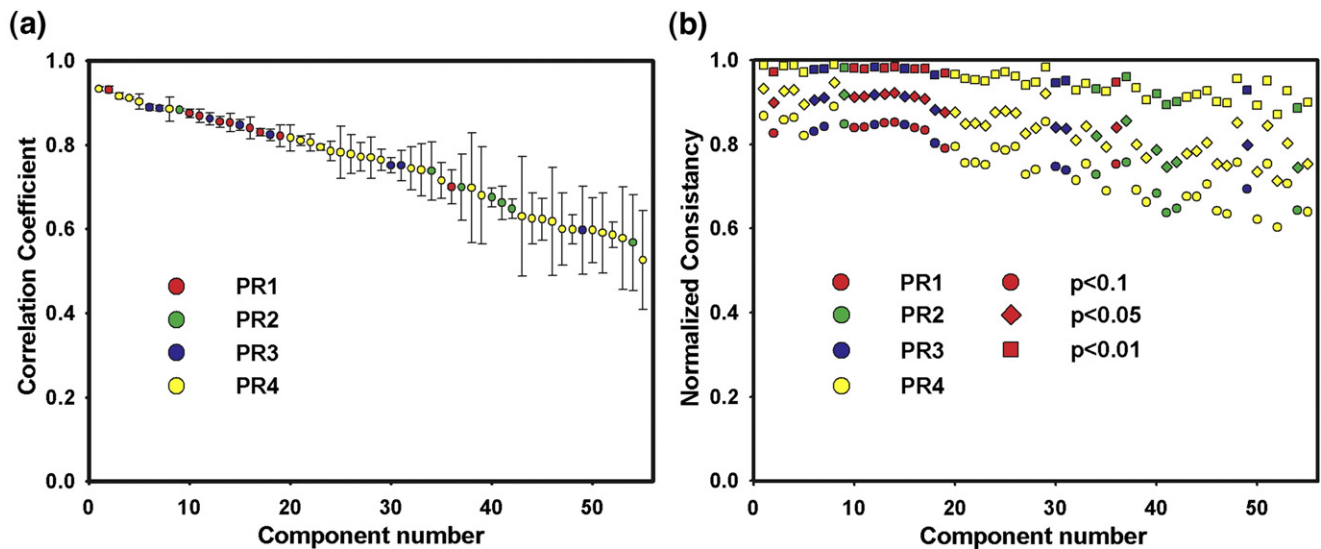 (a)
Correlation Coefficient
1.0
0.8
0.6
0.4
0.2
0.0
PR1
PR2
PR3
PR4
0 10 20 30 40 50
Component number
(b)
Normalized Consistancy
1.0
0.8
0.6
0.4
0.2
0.0
PR1 p<0.1
PR2 p<0.05
PR3 p<0.01
PR4
0 10 20 30 40 50
Component number